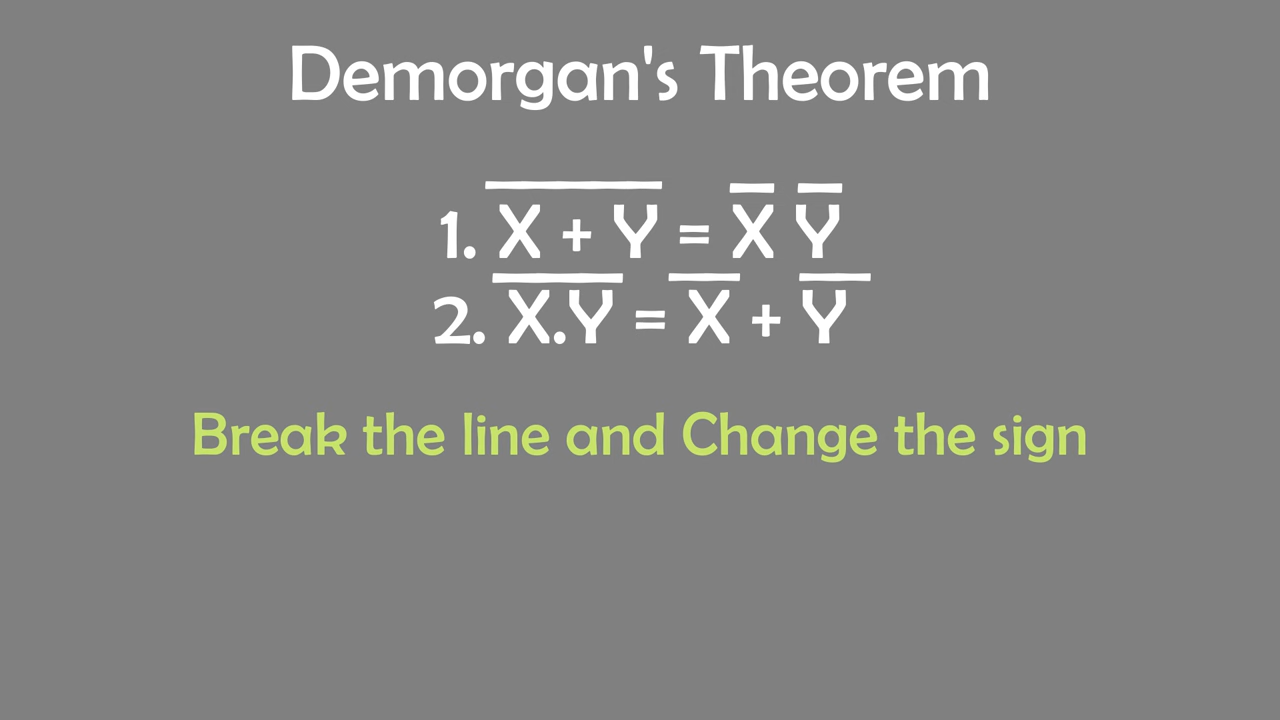 Demorgan's Theorem
1. X̅ ̅+̅ ̅Y̅ = X̅ Y̅
2. X̅.̅Y̅ = X̅ + Y̅
Break the line and Change the sign